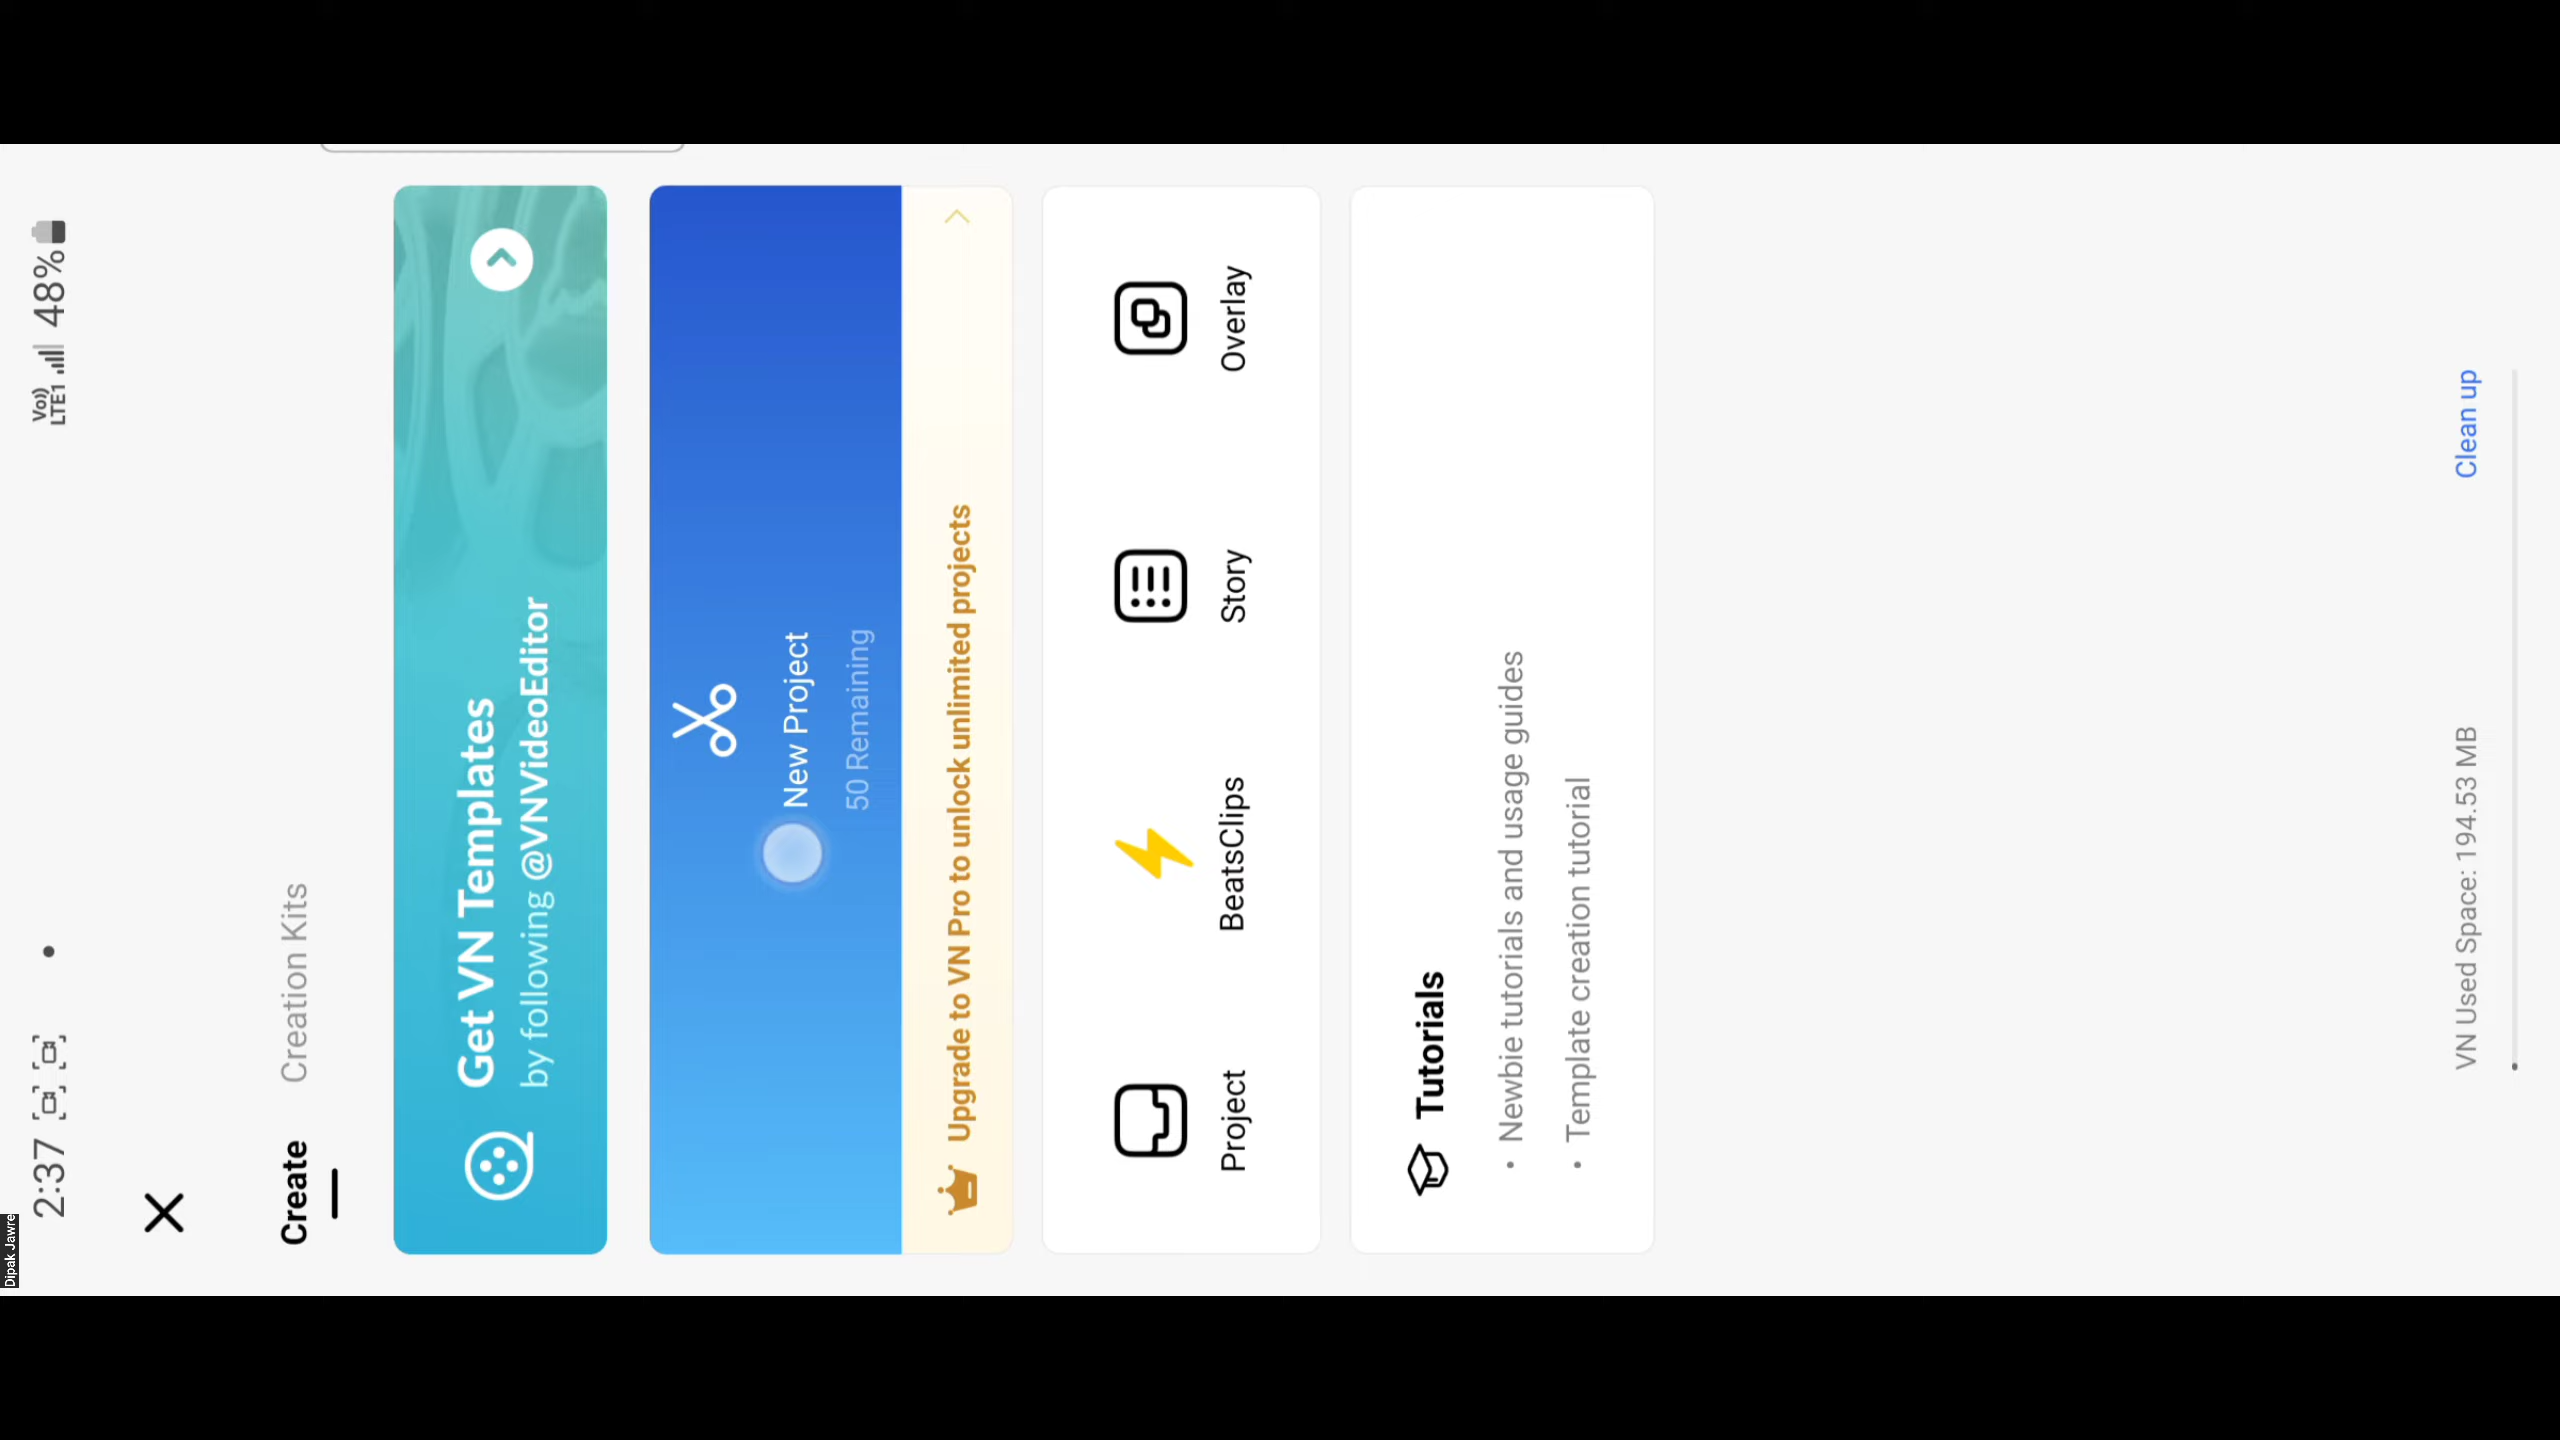 2:37
Vo))
LTE1
48%
Create
Creation Kits
Get VN Templates
by following @VNVideoEditor
New Project
50 Remaining
Upgrade to VN Pro to unlock unlimited projects
Project
BeatsClips
Story
Overlay
Tutorials
• Newbie tutorials and usage guides
• Template creation tutorial
VN Used Space: 194.53 MB
Clean up
Dipak Jawre